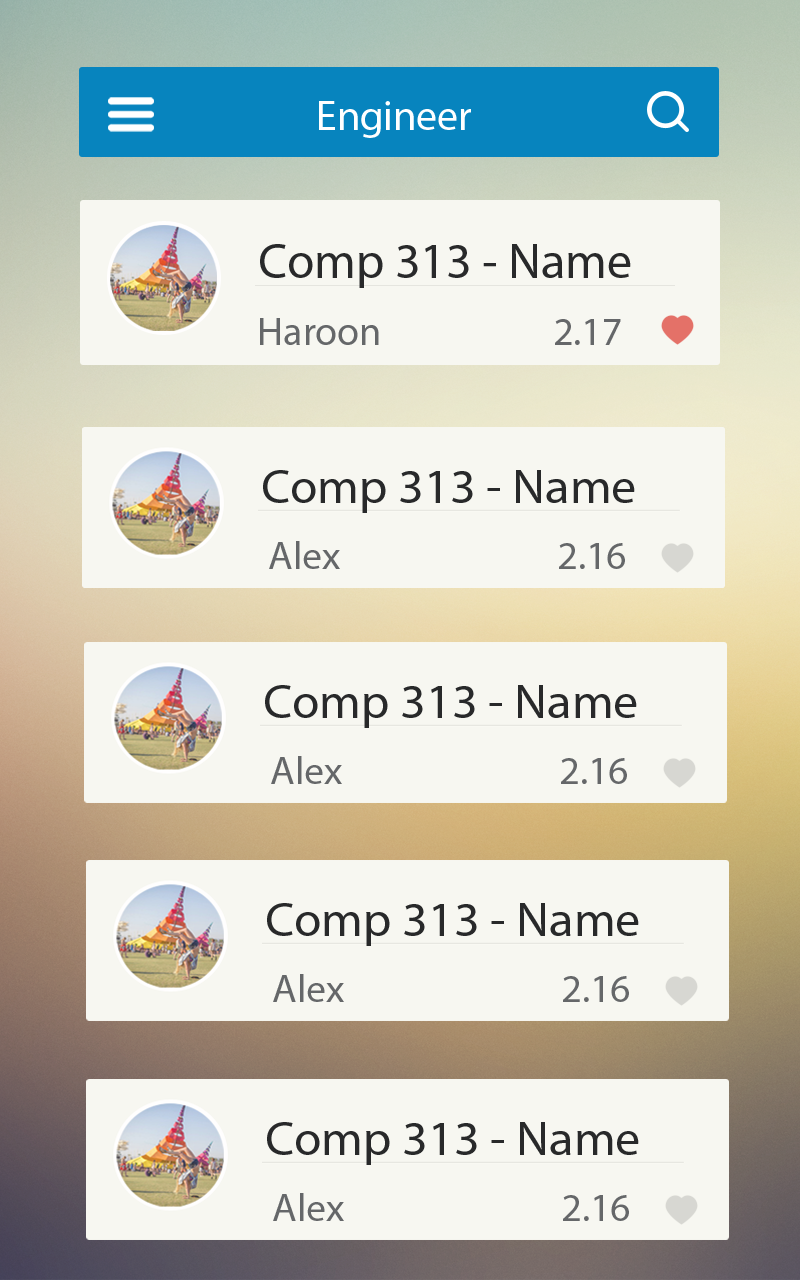 Engineer
Comp 313 - Name
Haroon 2.17
Comp 313 - Name
Alex 2.16
Comp 313 - Name
Alex 2.16
Comp 313 - Name
Alex 2.16
Comp 313 - Name
Alex 2.16